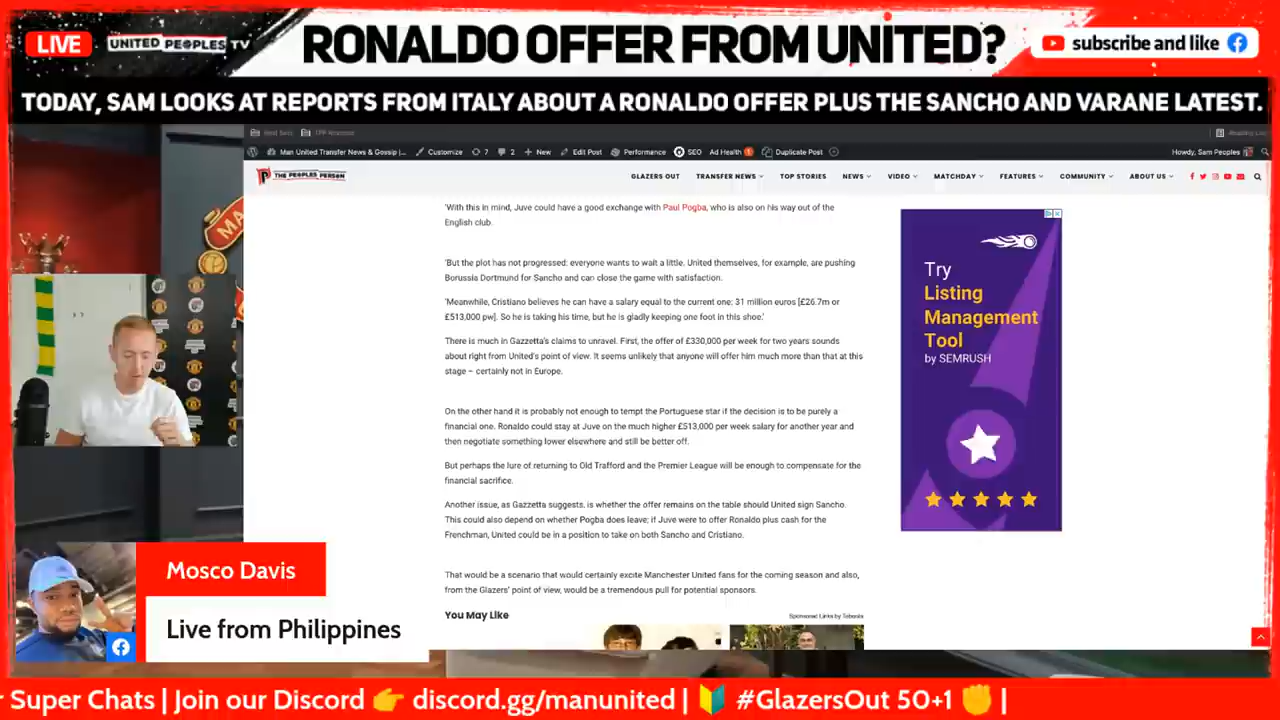 LIVE
UNITED PEOPLES TV
RONALDO OFFER FROM UNITED?
subscribe and like
TODAY, SAM LOOKS AT REPORTS FROM ITALY ABOUT A RONALDO OFFER PLUS THE SANCHO AND VARANE LATEST.
Man United Transfer News & Gossip |... Customize 7 2 New Edit Post Performance SEO Ad Health 1 Duplicate Post Howdy, Sam Peoples
THE PEOPLES PERSON
GLAZERS OUT TRANSFER NEWS TOP STORIES NEWS VIDEO MATCHDAY FEATURES COMMUNITY ABOUT US
'With this in mind, Juve could have a good exchange with Paul Pogba, who is also on his way out of the
English club.
'But the plot has not progressed: everyone wants to wait a little. United themselves, for example, are pushing
Borussia Dortmund for Sancho and can close the game with satisfaction.
'Meanwhile, Cristiano believes he can have a salary equal to the current one; 31 million euros [£26.7m or
£513,000 pw]. So he is taking his time, but he is gladly keeping one foot in this shoe.'
There is much in Gazzetta's claims to unravel. First, the offer of £330,000 per week for two years sounds
about right from United's point of view. It seems unlikely that anyone will offer him much more than that at this
stage – certainly not in Europe.
On the other hand it is probably not enough to tempt the Portuguese star if the decision is to be purely a
financial one. Ronaldo could stay at Juve on the much higher £513,000 per week salary for another year and
then negotiate something lower elsewhere and still be better off.
But perhaps the lure of returning to Old Trafford and the Premier League will be enough to compensate for the
financial sacrifice.
Another issue, as Gazzetta suggests, is whether the offer remains on the table should United sign Sancho.
This could also depend on whether Pogba does leave; if Juve were to offer Ronaldo plus cash for the
Frenchman, United could be in a position to take on both Sancho and Cristiano.
That would be a scenario that would certainly excite Manchester United fans for the coming season and also,
from the Glazers' point of view, would be a tremendous pull for potential sponsors.
You May Like
Sponsored Links by Taboola
Try
Listing
Management
Tool
by SEMRUSH
MA
Mosco Davis
Live from Philippines
r Super Chats | Join our Discord 👉 discord.gg/manunited | 🔰 #GlazersOut 50+1 ✊ |